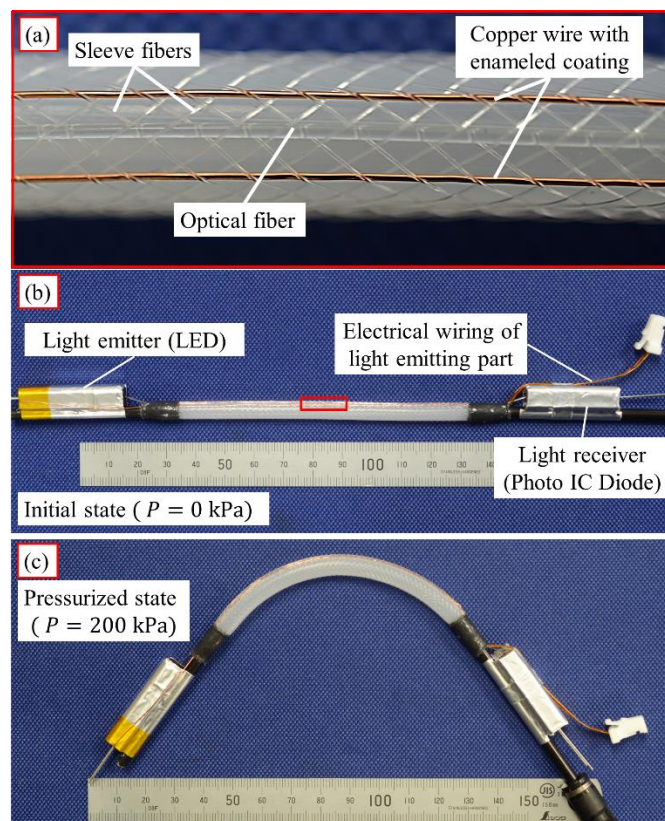 (a)
Sleeve fibers
Copper wire with
enameled coating
Optical fiber
(b)
Light emitter (LED)
Electrical wiring of
light emitting part
Light receiver
(Photo IC Diode)
10 20 30 40 50 60 70 80 90 100 110 120 130
Initial state ( P = 0 kPa)
(c)
Pressurized state
( P = 200 kPa)
10 20 30 40 50 60 70 80 90 100 110 120 130 140 150
JIS